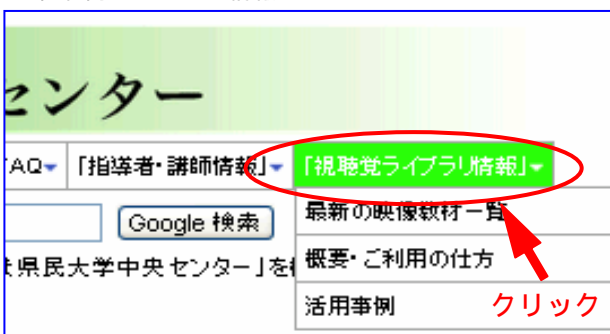 センター
FAQ 「指導者・講師情報」 「視聴覚ライブラリ情報」
Google 検索
最新の映像教材一覧
県民大学中央センター」を
概要・ご利用の仕方
活用事例
クリック